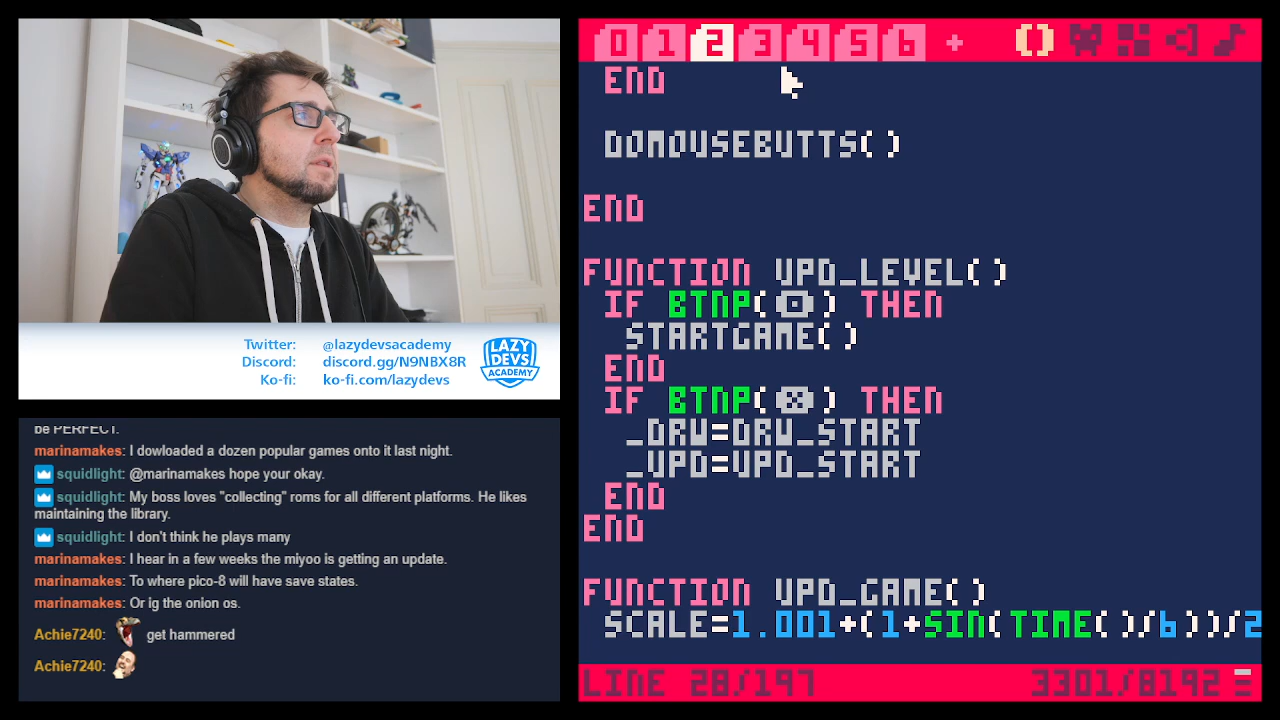 0 1 2 3 4 5 6 + ()
END
DOMOUSEBUTTS()
END
FUNCTION UPD_LEVEL()
IF BTNP(🅾️) THEN
STARTGAME()
END
IF BTNP(❎) THEN
_DRW=DRW_START
_UPD=UPD_START
END
END
FUNCTION UPD_GAME()
SCALE=1.001+(1+SIN(TIME()/6))/2
LINE 28/197 3301/8192
Twitter: @lazydevsacademy
Discord: discord.gg/N9NBX8R
Ko-fi: ko-fi.com/lazydevs
LAZY
DEVS
ACADEMY
be PERFECT.
marinamakes: I dowloaded a dozen popular games onto it last night.
squidlight: @marinamakes hope your okay.
squidlight: My boss loves "collecting" roms for all different platforms. He likes
maintaining the library.
squidlight: I don't think he plays many
marinamakes: I hear in a few weeks the miyoo is getting an update.
marinamakes: To where pico-8 will have save states.
marinamakes: Or ig the onion os.
Achie7240: get hammered
Achie7240: